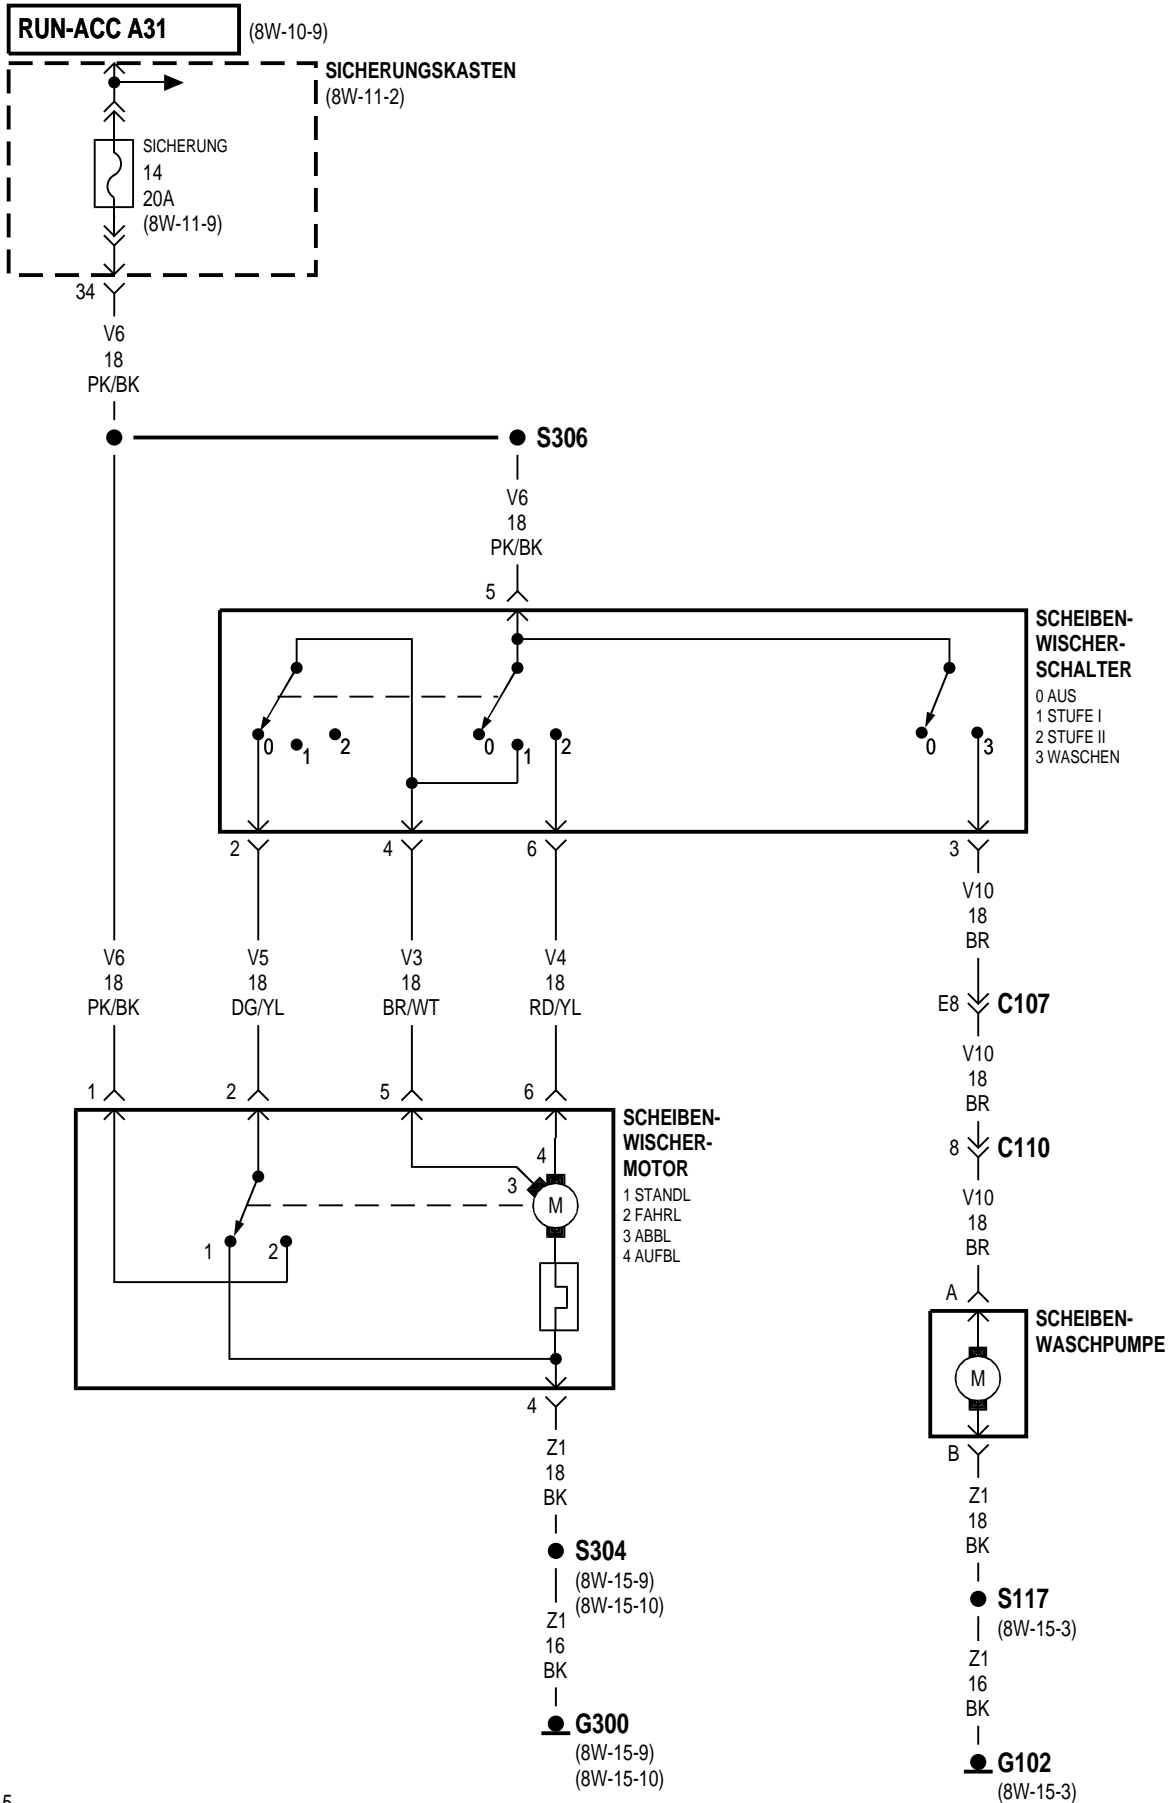 RUN-ACC A31
(8W-10-9)
SICHERUNGSKASTEN
(8W-11-2)
SICHERUNG
14
20A
(8W-11-9)
34
V6
18
PK/BK
S306
V6
18
PK/BK
5
SCHEIBEN-
WISCHER-
SCHALTER
0 AUS
1 STUFE I
2 STUFE II
3 WASCHEN
0 1 2
0 1 2
0 3
2 4 6 3
V10
18
BR
V6
18
PK/BK
V5
18
DG/YL
V3
18
BR/WT
V4
18
RD/YL
E8 C107
V10
18
BR
1 2 5 6
SCHEIBEN-
WISCHER-
MOTOR
1 STANDL
2 FAHRL
3 ABBL
4 AUFBL
4
3
M
1 2
8 C110
V10
18
BR
A
SCHEIBEN-
WASCHPUMPE
M
B
4
Z1
18
BK
S304
(8W-15-9)
(8W-15-10)
Z1
16
BK
G300
(8W-15-9)
(8W-15-10)
Z1
18
BK
S117
(8W-15-3)
Z1
16
BK
G102
(8W-15-3)